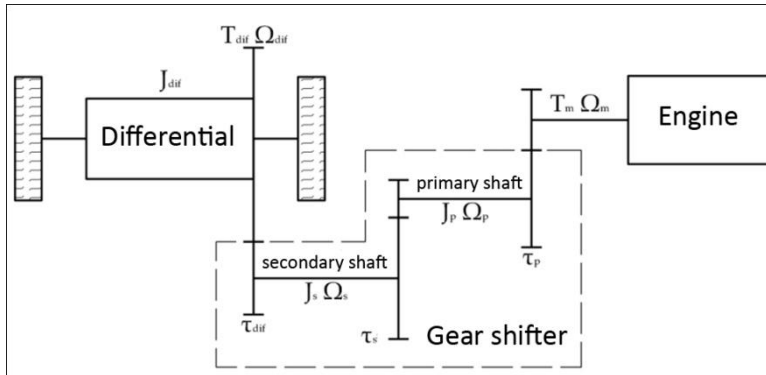 T_dif Ω_dif
J_dif
T_m Ω_m
Engine
Differential
primary shaft
J_p Ω_p
secondary shaft
J_s Ω_s
τ_p
τ_dif
τ_s
Gear shifter